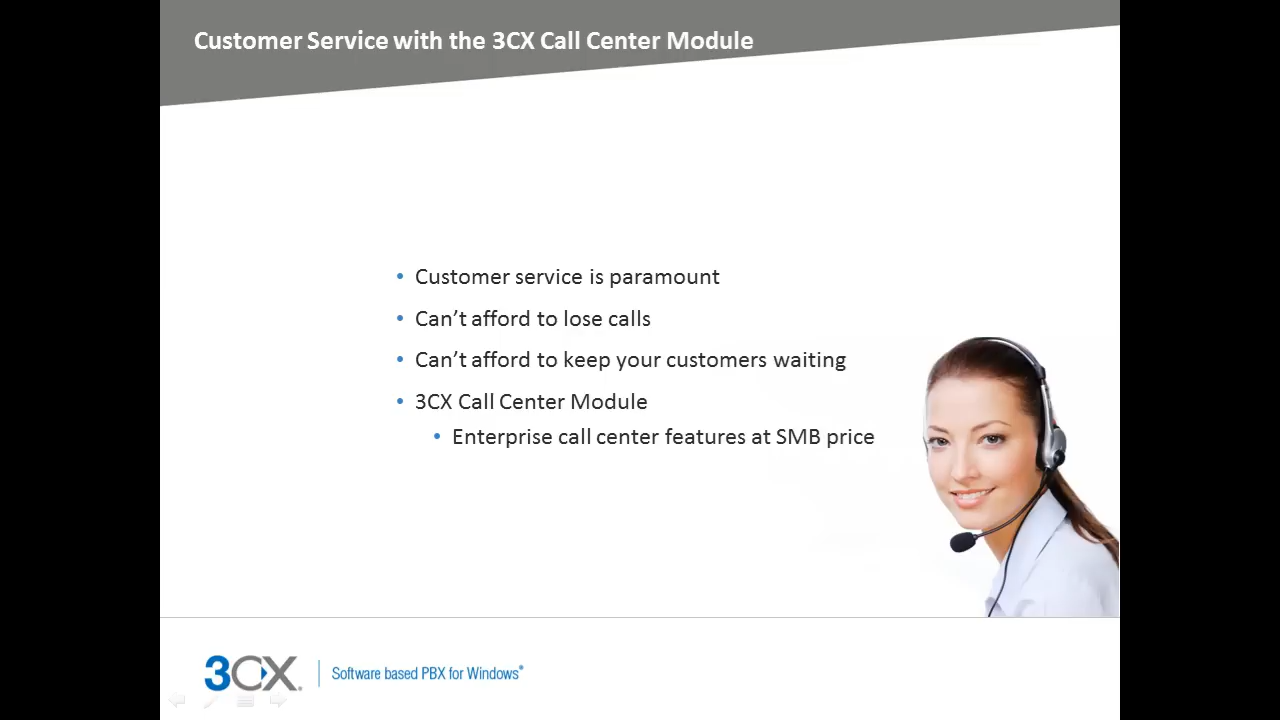 Customer Service with the 3CX Call Center Module
• Customer service is paramount
• Can't afford to lose calls
• Can't afford to keep your customers waiting
• 3CX Call Center Module
• Enterprise call center features at SMB price
3CX® Software based PBX for Windows®